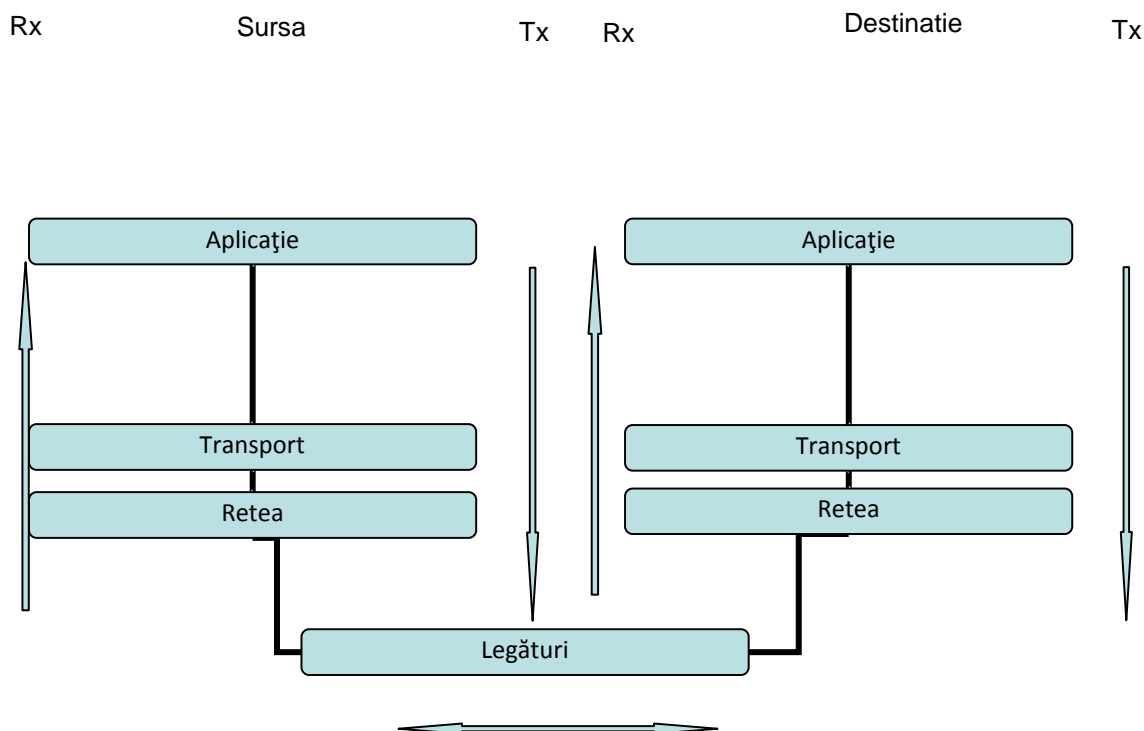 Rx Sursa Tx Rx Destinatie Tx
Aplicaţie Aplicaţie
Transport Transport
Retea Retea
Legături